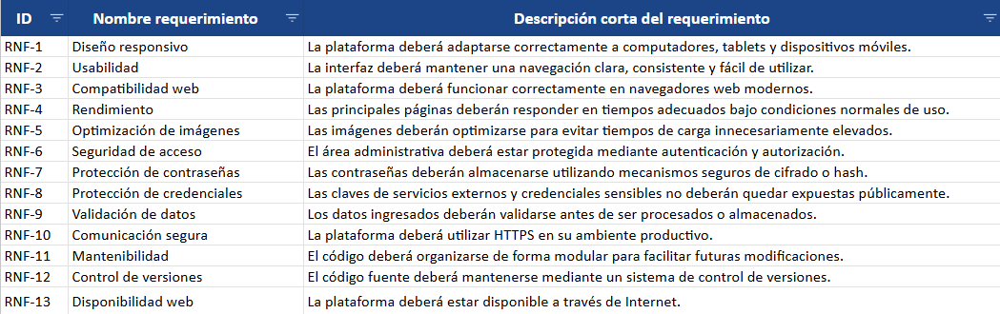 ID Nombre requerimiento Descripción corta del requerimiento
RNF-1 Diseño responsivo La plataforma deberá adaptarse correctamente a computadores, tablets y dispositivos móviles.
RNF-2 Usabilidad La interfaz deberá mantener una navegación clara, consistente y fácil de utilizar.
RNF-3 Compatibilidad web La plataforma deberá funcionar correctamente en navegadores web modernos.
RNF-4 Rendimiento Las principales páginas deberán responder en tiempos adecuados bajo condiciones normales de uso.
RNF-5 Optimización de imágenes Las imágenes deberán optimizarse para evitar tiempos de carga innecesariamente elevados.
RNF-6 Seguridad de acceso El área administrativa deberá estar protegida mediante autenticación y autorización.
RNF-7 Protección de contraseñas Las contraseñas deberán almacenarse utilizando mecanismos seguros de cifrado o hash.
RNF-8 Protección de credenciales Las claves de servicios externos y credenciales sensibles no deberán quedar expuestas públicamente.
RNF-9 Validación de datos Los datos ingresados deberán validarse antes de ser procesados o almacenados.
RNF-10 Comunicación segura La plataforma deberá utilizar HTTPS en su ambiente productivo.
RNF-11 Mantenibilidad El código deberá organizarse de forma modular para facilitar futuras modificaciones.
RNF-12 Control de versiones El código fuente deberá mantenerse mediante un sistema de control de versiones.
RNF-13 Disponibilidad web La plataforma deberá estar disponible a través de Internet.